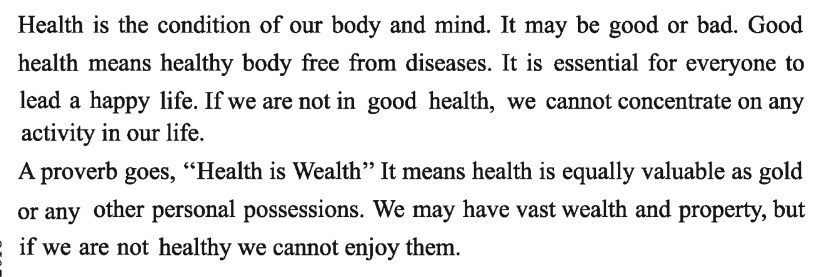 Health is the condition of our body and mind. It may be good or bad. Good
health means healthy body free from diseases. It is essential for everyone to
lead a happy life. If we are not in good health, we cannot concentrate on any
activity in our life.
A proverb goes, “Health is Wealth” It means health is equally valuable as gold
or any other personal possessions. We may have vast wealth and property, but
if we are not healthy we cannot enjoy them.